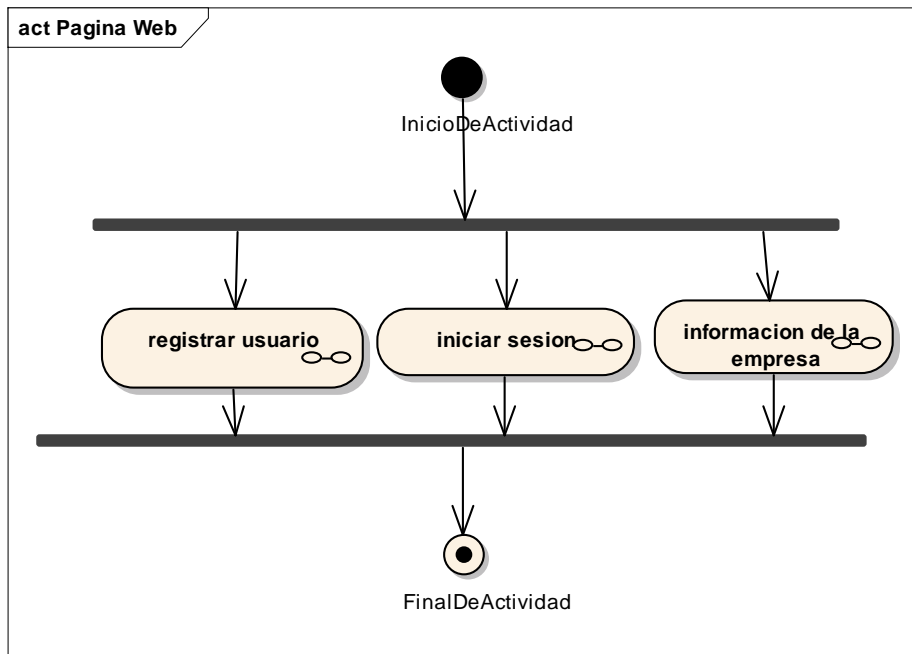 act Pagina Web
InicioDeActividad
registrar usuario
iniciar sesion
informacion de la
empresa
FinalDeActividad